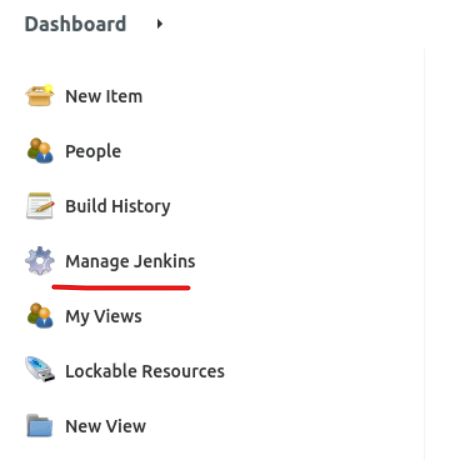 Dashboard
New Item
People
Build History
Manage Jenkins
My Views
Lockable Resources
New View